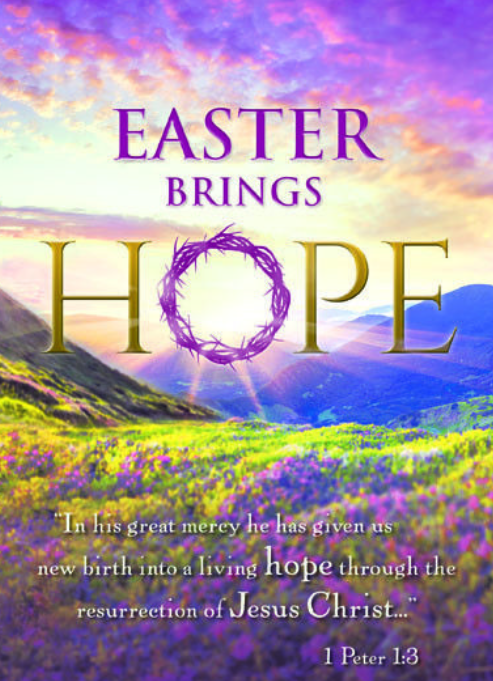 EASTER
BRINGS
HOPE
"In his great mercy he has given us
new birth into a living hope through the
resurrection of Jesus Christ..."
1 Peter 1:3